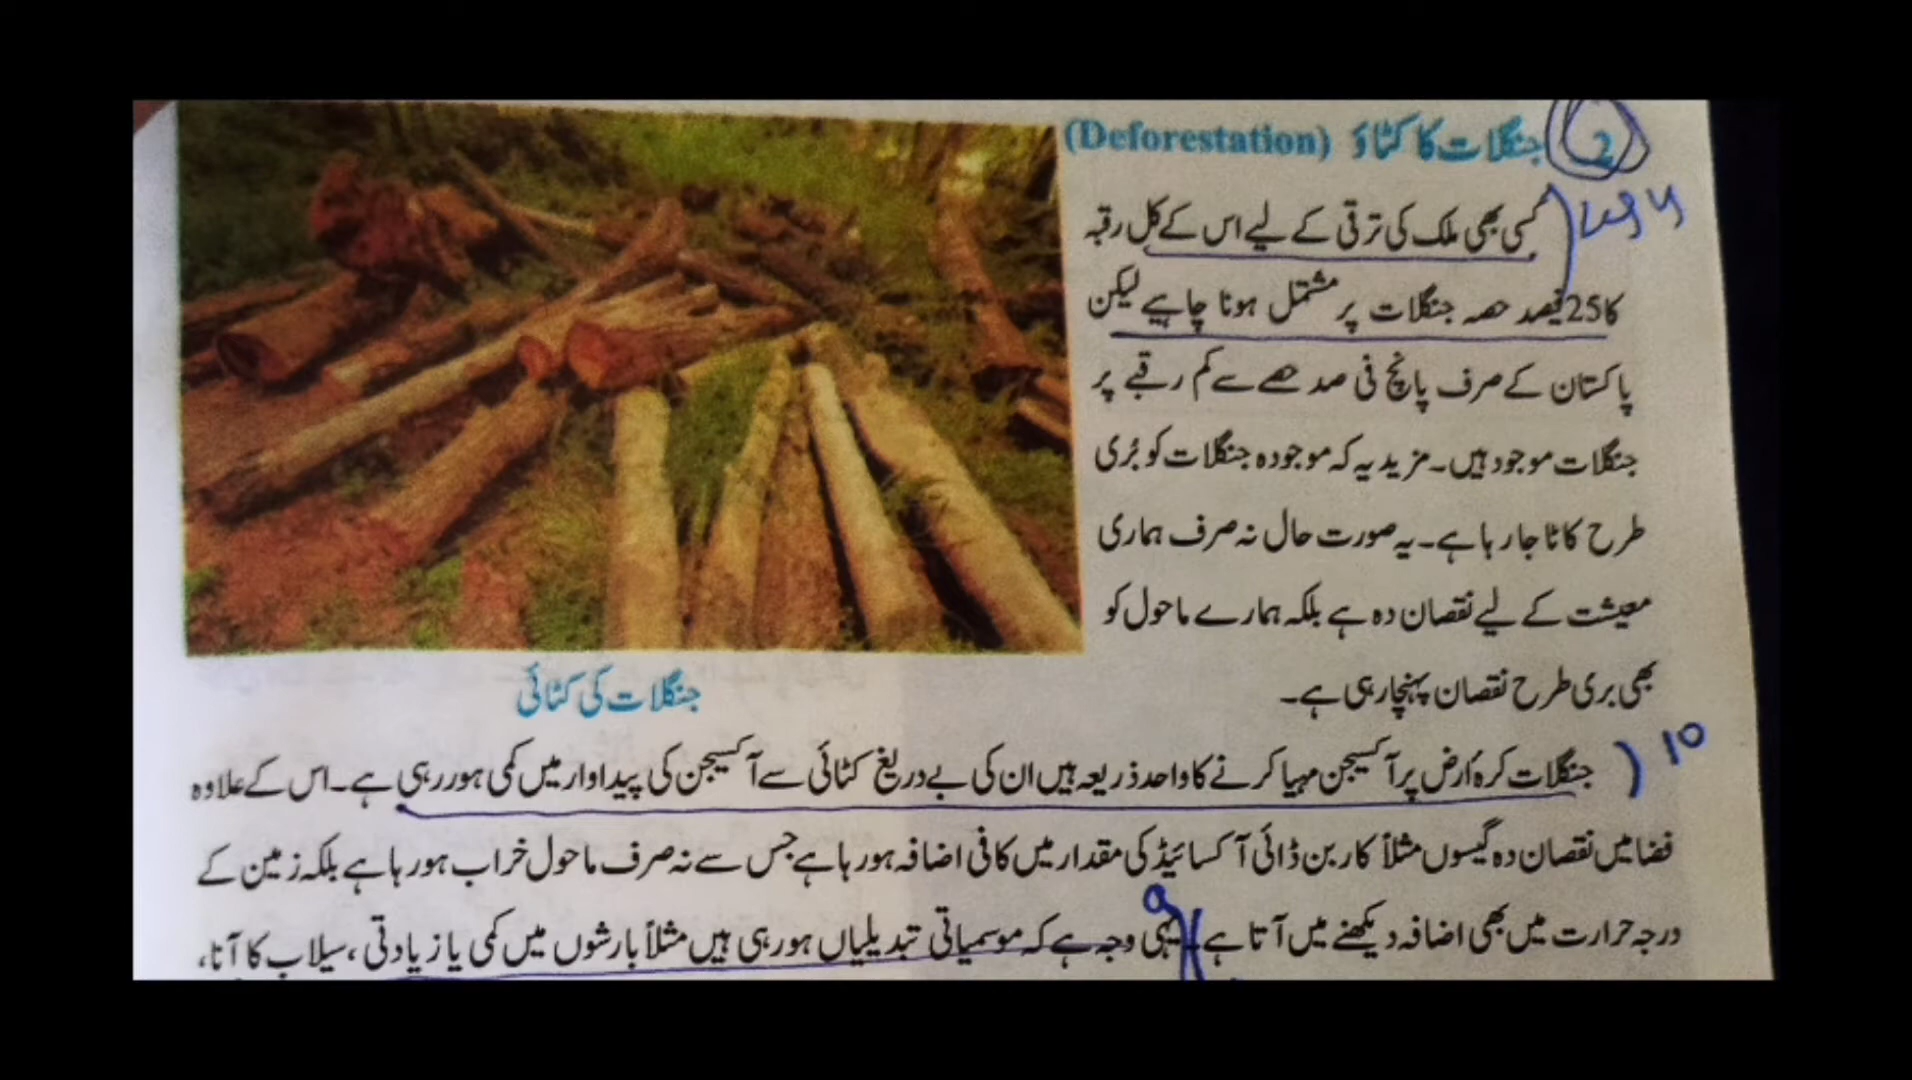 2 جنگلات کا کٹاؤ (Deforestation)
کسی بھی ملک کی ترقی کے لیے اس کے کل رقبہ
کا 25 فیصد حصہ جنگلات پر مشتمل ہونا چاہیے لیکن
پاکستان کے صرف پانچ فی صد حصے سے کم رقبے پر
جنگلات موجود ہیں۔ مزید یہ کہ موجودہ جنگلات کو بُری
طرح کاٹا جا رہا ہے۔ یہ صورت حال نہ صرف ہماری
معیشت کے لیے نقصان دہ ہے بلکہ ہمارے ماحول کو
بھی بری طرح نقصان پہنچا رہی ہے۔
جنگلات کی کٹائی
10
جنگلات کرۂ ارض پر آکسیجن مہیا کرنے کا واحد ذریعہ ہیں ان کی بے دریغ کٹائی سے آکسیجن کی پیداوار میں کمی ہو رہی ہے۔ اس کے علاوہ
فضا میں نقصان دہ گیسوں مثلاً کاربن ڈائی آکسائیڈ کی مقدار میں کافی اضافہ ہو رہا ہے جس سے نہ صرف ماحول خراب ہو رہا ہے بلکہ زمین کے
درجہ حرارت میں بھی اضافہ دیکھنے میں آتا ہے۔ یہی وجہ ہے کہ موسمیاتی تبدیلیاں ہو رہی ہیں مثلاً بارشوں میں کمی یا زیادتی، سیلاب کا آنا،